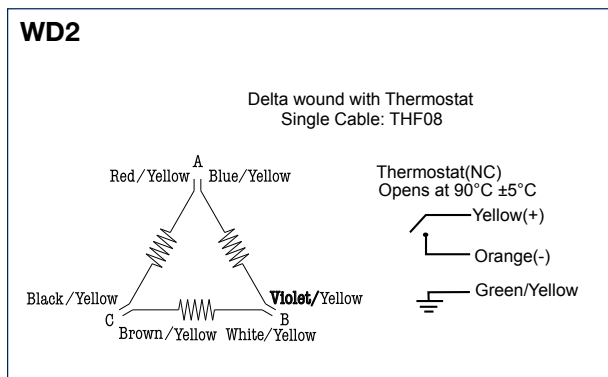 WD2
Delta wound with Thermostat
Single Cable: THF08
A
Red/Yellow Blue/Yellow
Thermostat(NC)
Opens at 90°C ±5°C
Yellow(+)
Orange(-)
Green/Yellow
Black/Yellow Violet/Yellow
C B
Brown/Yellow White/Yellow